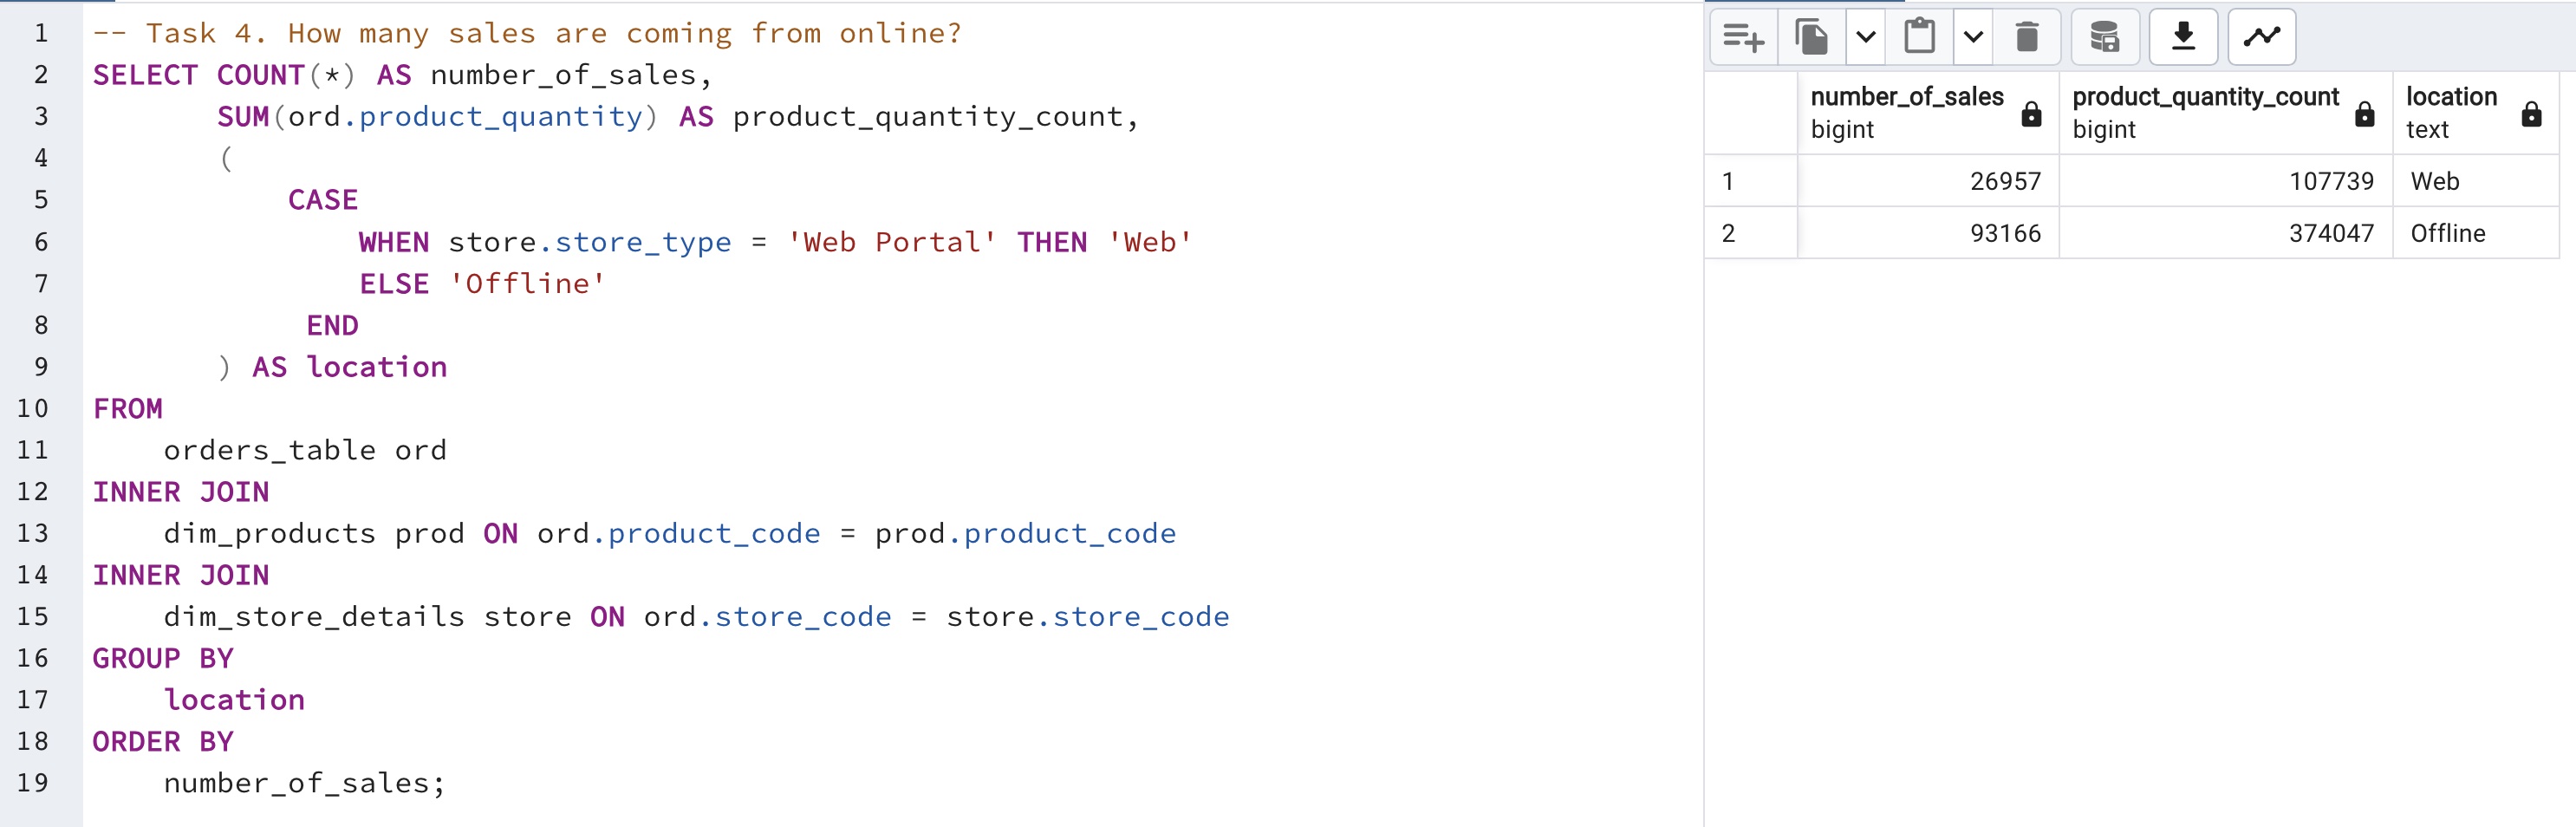 1 -- Task 4. How many sales are coming from online?
2 SELECT COUNT(*) AS number_of_sales,
3 SUM(ord.product_quantity) AS product_quantity_count,
4 (
5 CASE
6 WHEN store.store_type = 'Web Portal' THEN 'Web'
7 ELSE 'Offline'
8 END
9 ) AS location
10 FROM
11 orders_table ord
12 INNER JOIN
13 dim_products prod ON ord.product_code = prod.product_code
14 INNER JOIN
15 dim_store_details store ON ord.store_code = store.store_code
16 GROUP BY
17 location
18 ORDER BY
19 number_of_sales;
number_of_sales product_quantity_count location
bigint bigint text
1 26957 107739 Web
2 93166 374047 Offline